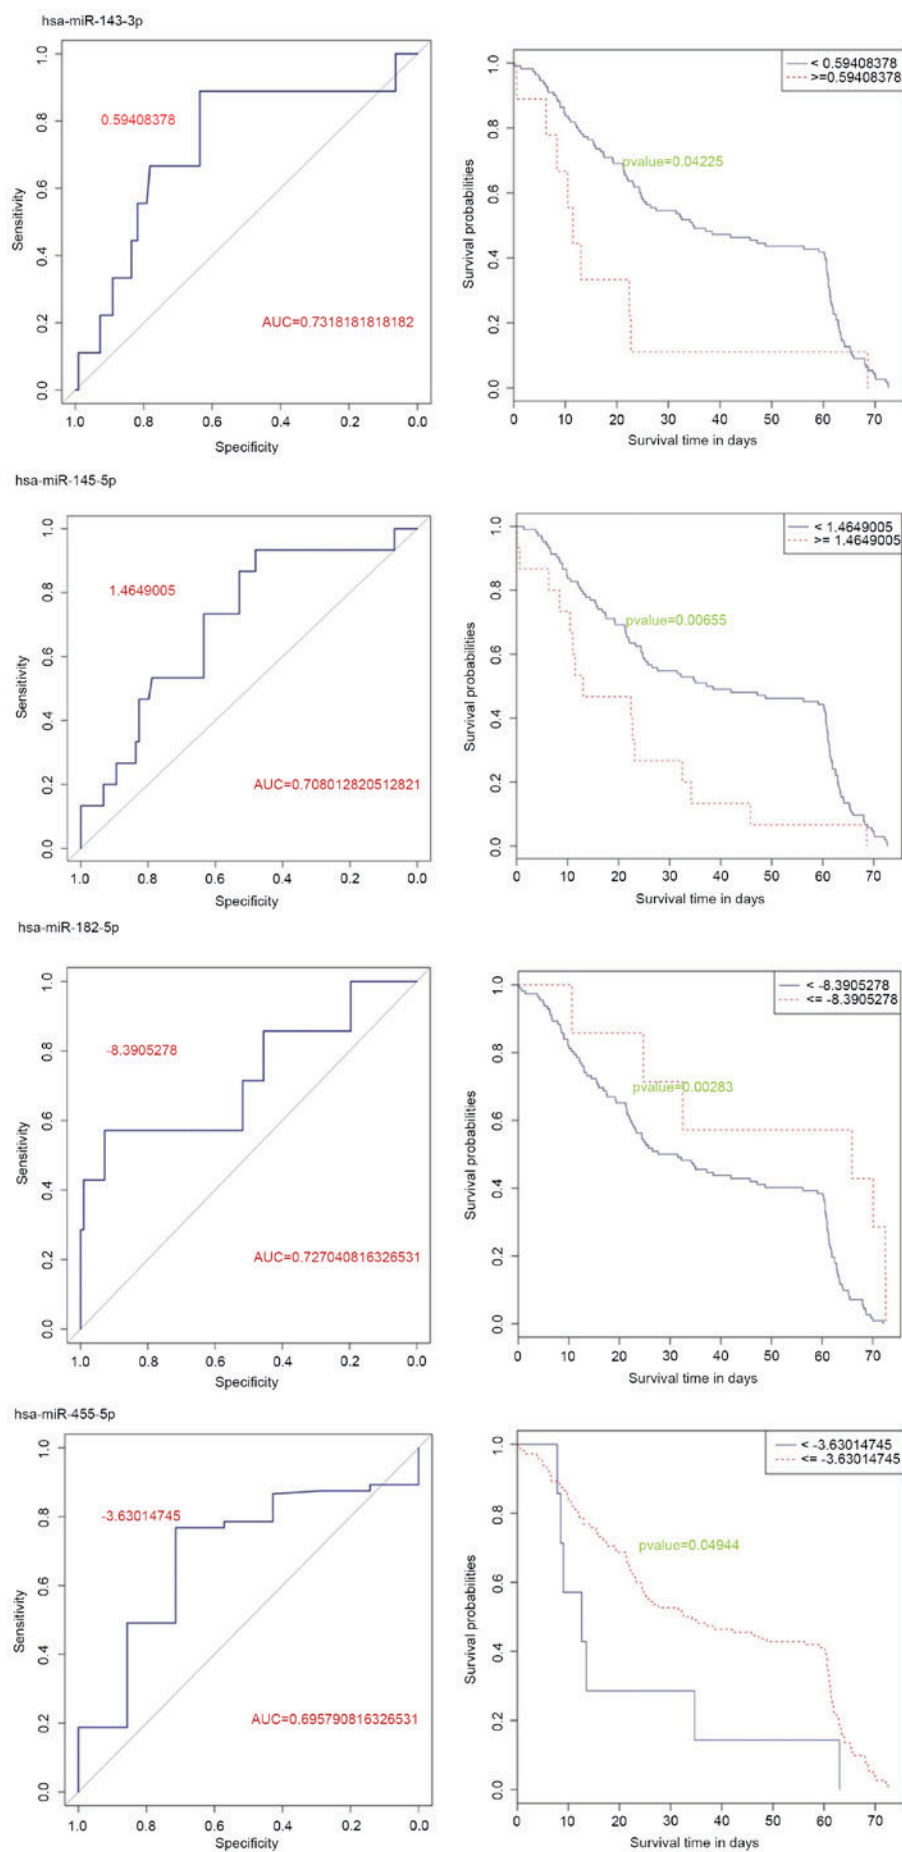 hsa-miR-143-3p
1.0
0.8
0.6
0.4
0.2
0.0
Sensitivity
0.59408378
AUC=0.7318181818182
1.0 0.8 0.6 0.4 0.2 0.0
Specificity
1.0
0.8
0.6
0.4
0.2
0.0
Survival probabilities
< 0.59408378
>=0.59408378
pvalue=0.04225
0 10 20 30 40 50 60 70
Survival time in days
hsa-miR-145-5p
1.0
0.8
0.6
0.4
0.2
0.0
Sensitivity
1.4649005
AUC=0.708012820512821
1.0 0.8 0.6 0.4 0.2 0.0
Specificity
1.0
0.8
0.6
0.4
0.2
0.0
Survival probabilities
< 1.4649005
>= 1.4649005
pvalue=0.00655
0 10 20 30 40 50 60 70
Survival time in days
hsa-miR-182-5p
1.0
0.8
0.6
0.4
0.2
0.0
Sensitivity
-8.3905278
AUC=0.727040816326531
1.0 0.8 0.6 0.4 0.2 0.0
Specificity
1.0
0.8
0.6
0.4
0.2
0.0
Survival probabilities
< -8.3905278
<= -8.3905278
pvalue=0.00283
0 10 20 30 40 50 60 70
Survival time in days
hsa-miR-455-5p
1.0
0.8
0.6
0.4
0.2
0.0
Sensitivity
-3.63014745
AUC=0.695790816326531
1.0 0.8 0.6 0.4 0.2 0.0
Specificity
1.0
0.8
0.6
0.4
0.2
0.0
Survival probabilities
< -3.63014745
<= -3.63014745
pvalue=0.04944
0 10 20 30 40 50 60 70
Survival time in days